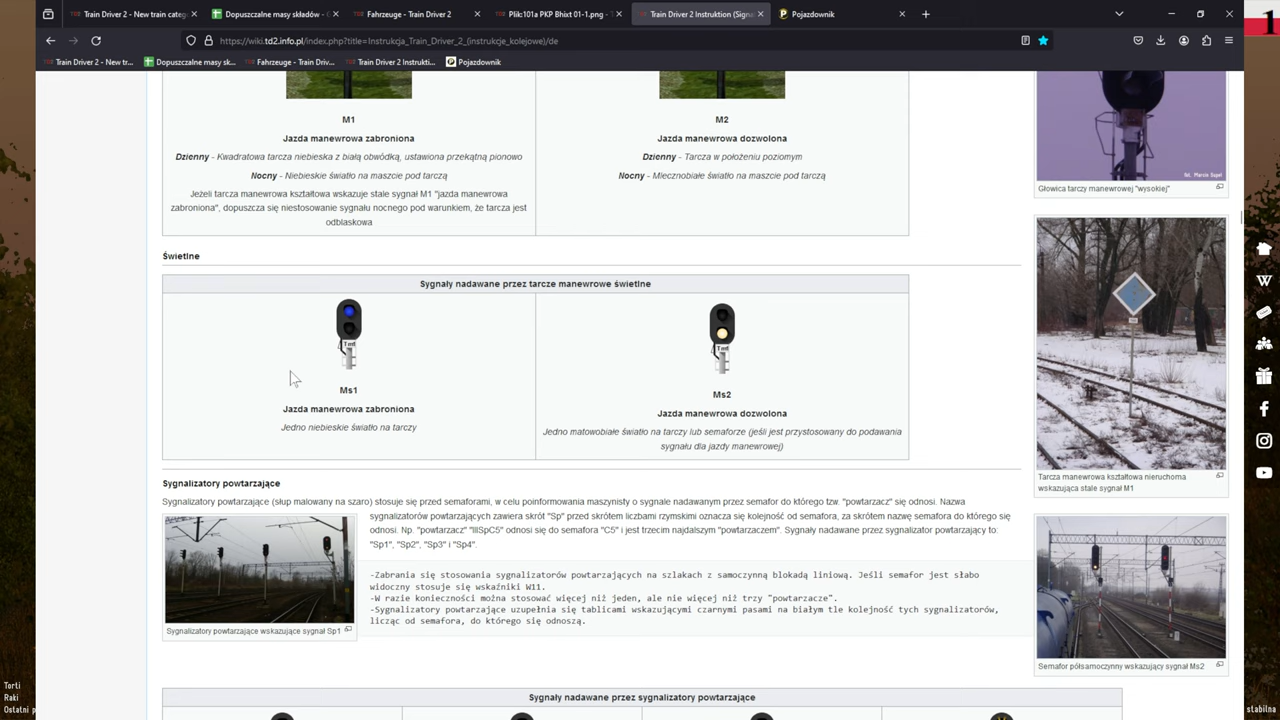 Train Driver 2 - New train categ
Dopuszczalne masy składów - G
Fahrzeuge - Train Driver 2
Plik:101a PKP Bhixt 01-1.png -
Train Driver 2 Instruktion (Signa
Pojazdownik
1
https://wiki.td2.info.pl/index.php?title=Instrukcja_Train_Driver_2_(instrukcje_kolejowe)/de
Train Driver 2 - New tr...
Dopuszczalne masy sk...
Fahrzeuge - Train Driv...
Train Driver 2 Instrukti...
Pojazdownik
M1
Jazda manewrowa zabroniona
Dzienny - Kwadratowa tarcza niebieska z białą obwódką, ustawiona przekątną pionowo
Nocny - Niebieskie światło na maszcie pod tarczą
Jeżeli tarcza manewrowa kształtowa wskazuje stale sygnał M1 "jazda manewrowa
zabroniona", dopuszcza się niestosowanie sygnału nocnego pod warunkiem, że tarcza jest
odblaskowa
M2
Jazda manewrowa dozwolona
Dzienny - Tarcza w położeniu poziomym
Nocny - Mlecznobiałe światło na maszcie pod tarczą
fot. Marcin Supel
Głowica tarczy manewrowej "wysokiej"
Świetlne
Sygnały nadawane przez tarcze manewrowe świetlne
Tm1
Ms1
Jazda manewrowa zabroniona
Jedno niebieskie światło na tarczy
Tm1
Ms2
Jazda manewrowa dozwolona
Jedno matowobiałe światło na tarczy lub semaforze (jeśli jest przystosowany do podawania
sygnału dla jazdy manewrowej)
Tarcza manewrowa kształtowa nieruchoma
wskazująca stale sygnał M1
Sygnalizatory powtarzające
Sygnalizatory powtarzające (słup malowany na szaro) stosuje się przed semaforami, w celu poinformowania maszynisty o sygnale nadawanym przez semafor do którego tzw. "powtarzacz" się odnosi. Nazwa
sygnalizatorów powtarzających zawiera skrót "Sp" przed skrótem liczbami rzymskimi oznacza się kolejność od semafora, za skrótem nazwę semafora do którego się
odnosi. Np. "powtarzacz" "IIISpC5" odnosi się do semafora "C5" i jest trzecim najdalszym "powtarzaczem". Sygnały nadawane przez sygnalizator powtarzający to:
"Sp1", "Sp2", "Sp3" i "Sp4".
-Zabrania się stosowania sygnalizatorów powtarzających na szlakach z samoczynną blokadą liniową. Jeśli semafor jest słabo
widoczny stosuje się wskaźniki W11.
-W razie konieczności można stosować więcej niż jeden, ale nie więcej niż trzy "powtarzacze".
-Sygnalizatory powtarzające uzupełnia się tablicami wskazującymi czarnymi pasami na białym tle kolejność tych sygnalizatorów,
licząc od semafora, do którego się odnoszą.
Sygnalizatory powtarzające wskazujące sygnał Sp1
Semafor półsamoczynny wskazujący sygnał Ms2
Sygnały nadawane przez sygnalizatory powtarzające
Torti
Raki
Ostatni p
stabilna